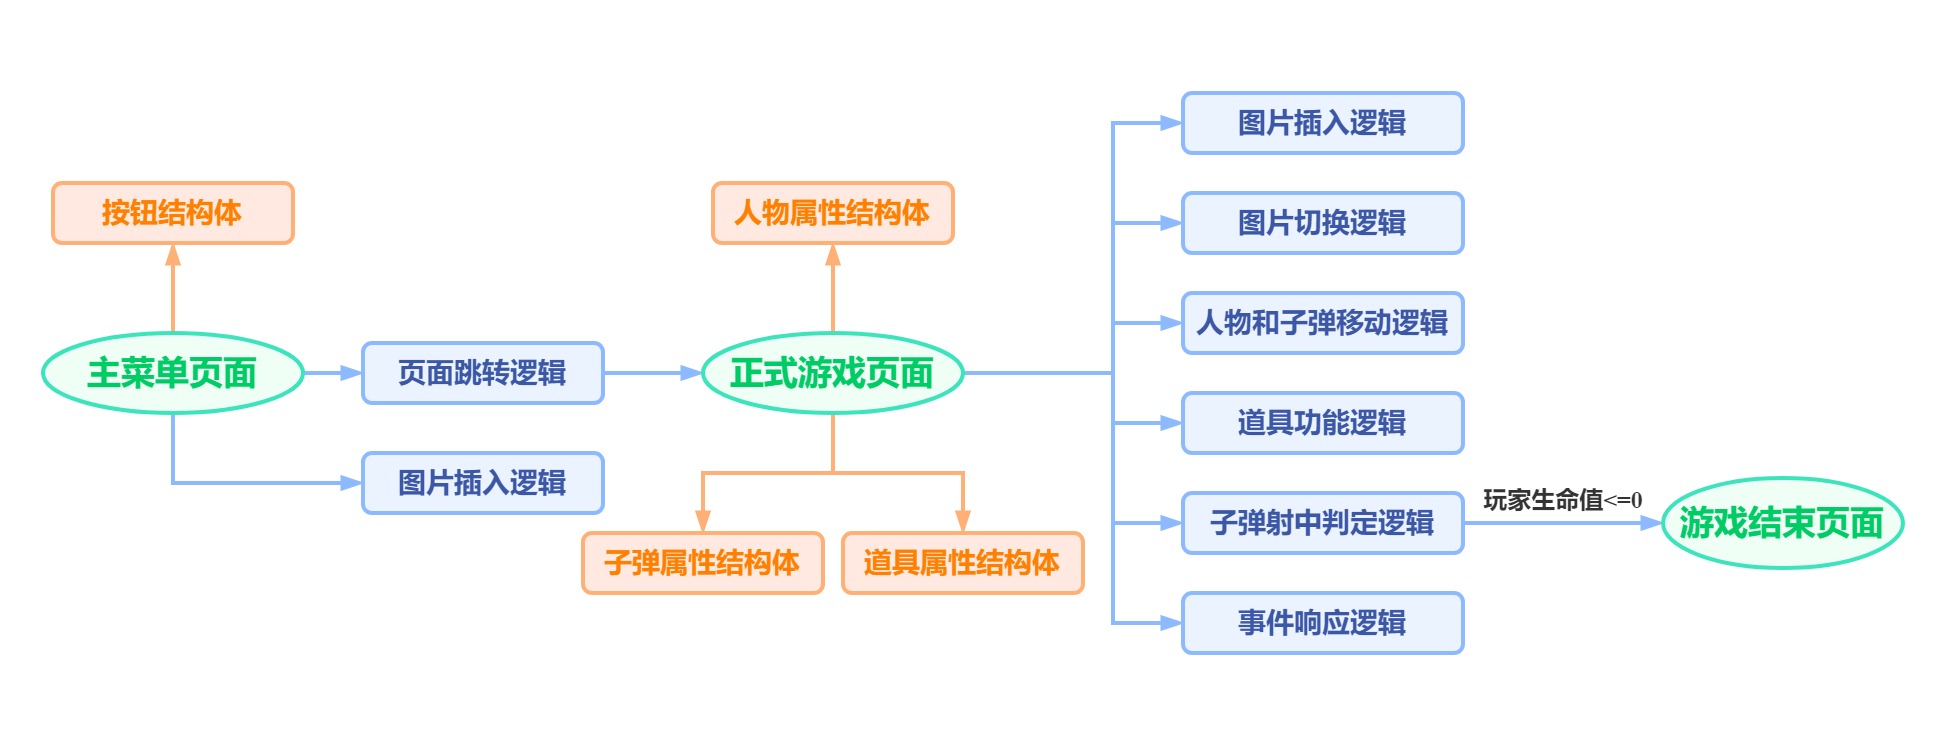 按钮结构体
主菜单页面
页面跳转逻辑
图片插入逻辑
人物属性结构体
正式游戏页面
子弹属性结构体
道具属性结构体
图片插入逻辑
图片切换逻辑
人物和子弹移动逻辑
道具功能逻辑
子弹射中判定逻辑
事件响应逻辑
玩家生命值<=0
游戏结束页面